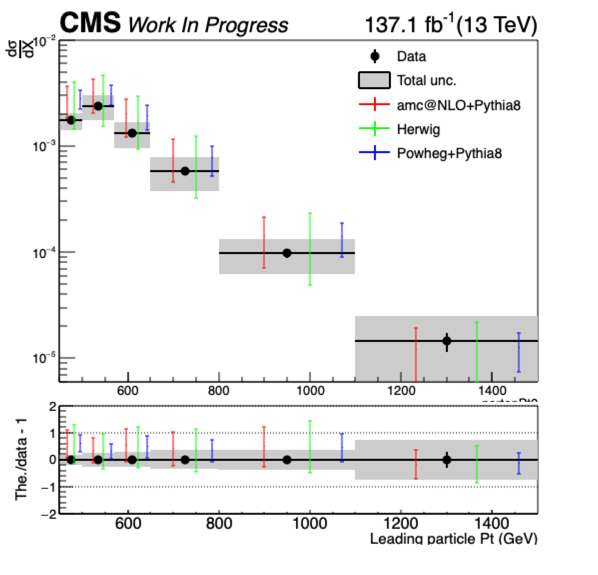 CMS Work In Progress 137.1 fb⁻¹(13 TeV)
dσ
dX
10⁻²
Data
Total unc.
amc@NLO+Pythia8
10⁻³
Herwig
Powheg+Pythia8
10⁻⁴
10⁻⁵
600 800 1000 1200 1400
The./data - 1
2
1
0
−1
−2
600 800 1000 1200 1400
Leading particle Pt (GeV)